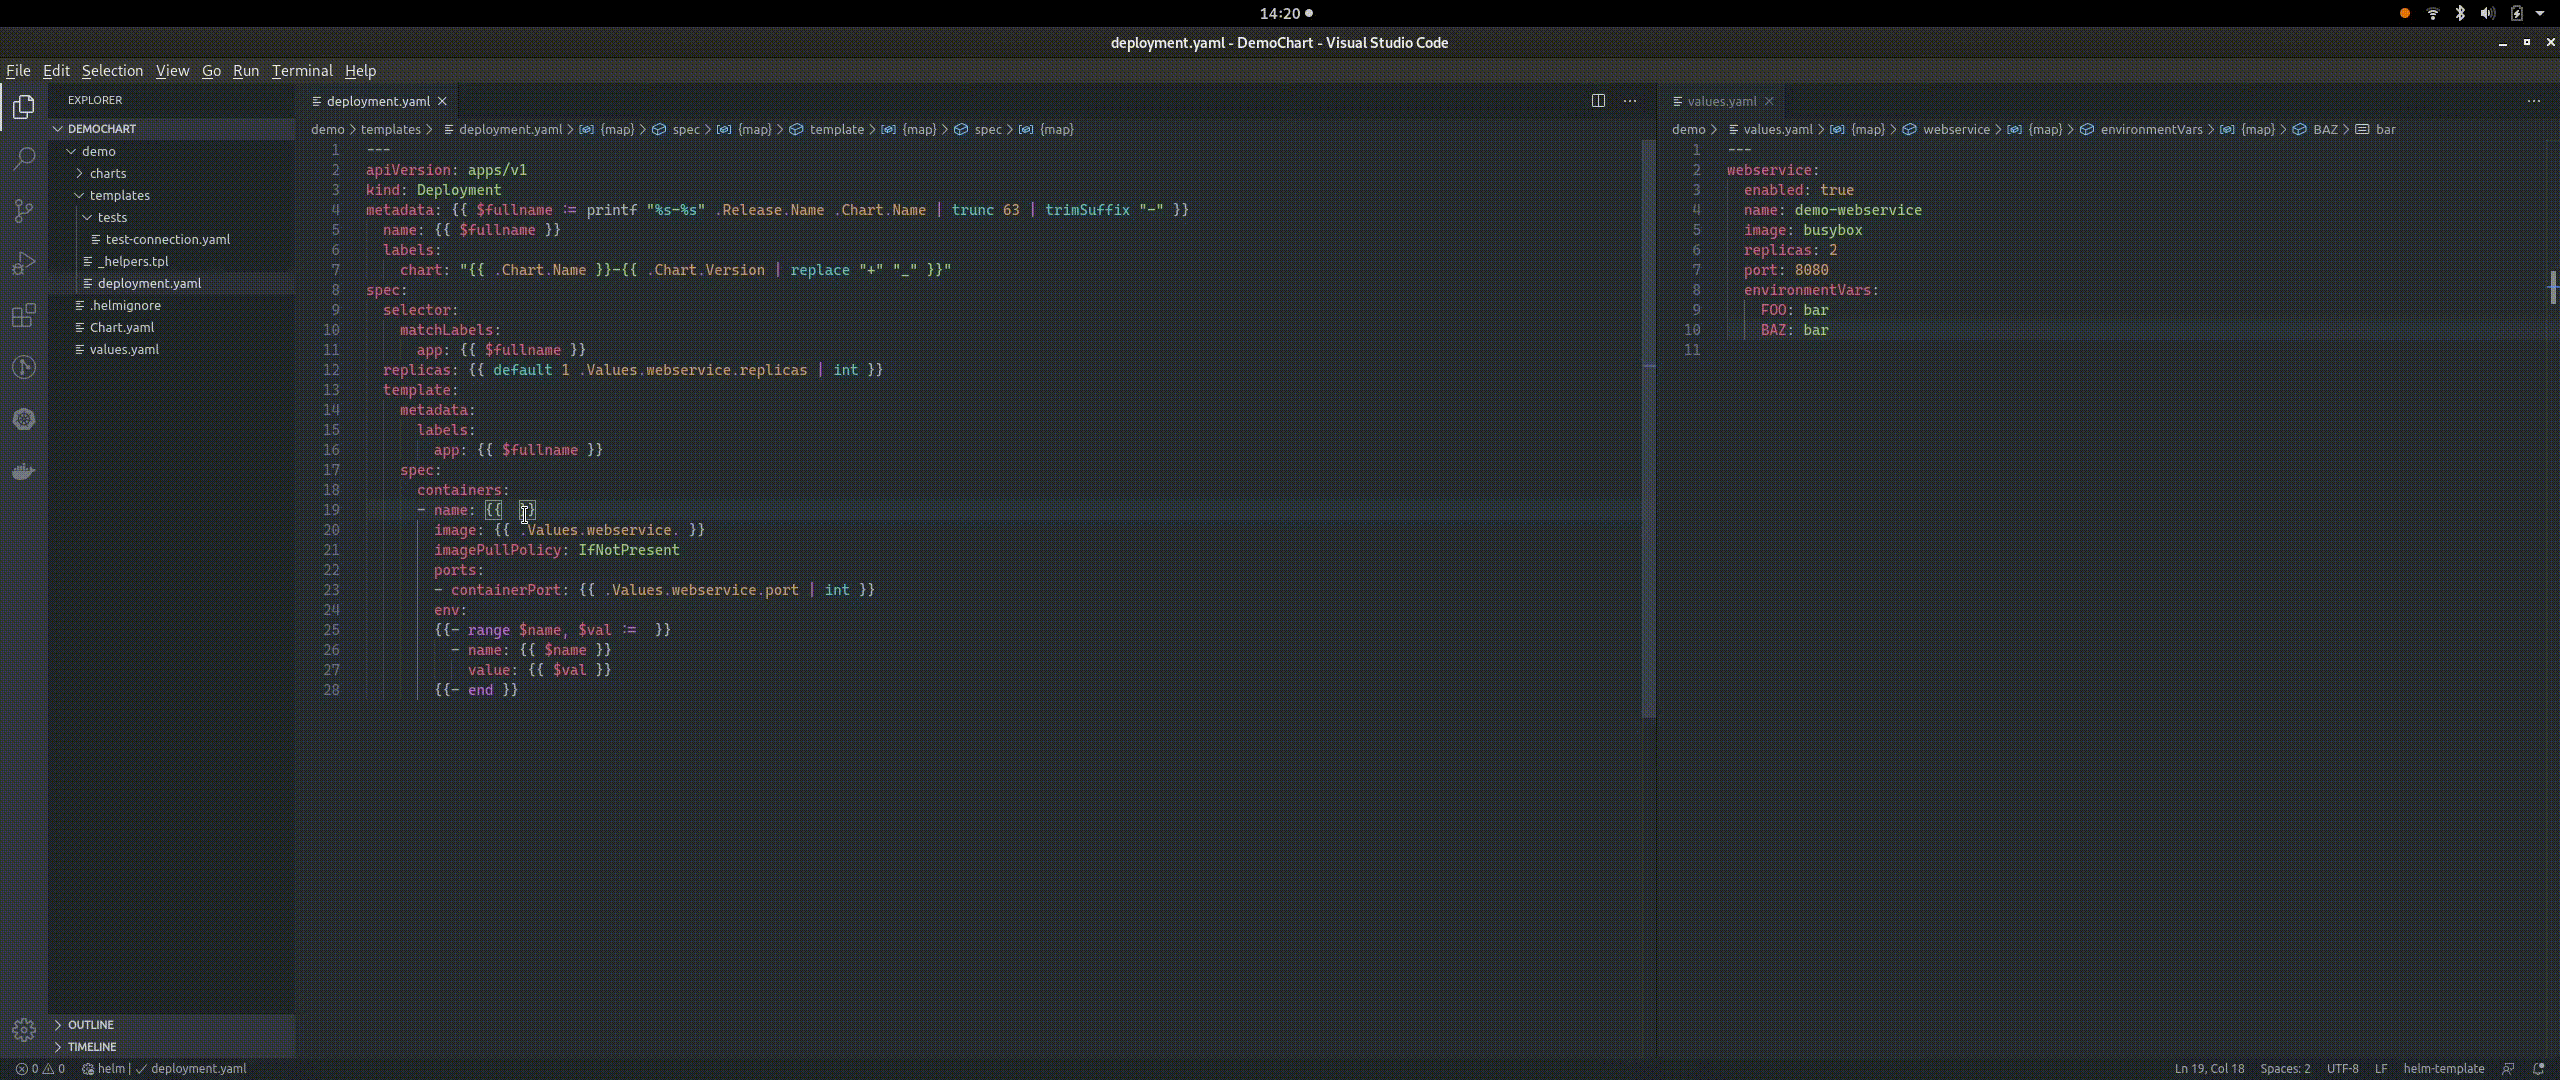 14:20
deployment.yaml - DemoChart - Visual Studio Code
File Edit Selection View Go Run Terminal Help
EXPLORER
DEMOCHART
demo
charts
templates
tests
test-connection.yaml
_helpers.tpl
deployment.yaml
.helmignore
Chart.yaml
values.yaml
OUTLINE
TIMELINE
deployment.yaml
demo > templates > deployment.yaml > {map} > spec > {map} > template > {map} > spec > {map}
1 ---
2 apiVersion: apps/v1
3 kind: Deployment
4 metadata: {{ $fullname := printf "%s-%s" .Release.Name .Chart.Name | trunc 63 | trimSuffix "-" }}
5 name: {{ $fullname }}
6 labels:
7 chart: "{{ .Chart.Name }}-{{ .Chart.Version | replace "+" "_" }}"
8 spec:
9 selector:
10 matchLabels:
11 app: {{ $fullname }}
12 replicas: {{ default 1 .Values.webservice.replicas | int }}
13 template:
14 metadata:
15 labels:
16 app: {{ $fullname }}
17 spec:
18 containers:
19 - name: {{  }}
20 image: {{ .Values.webservice. }}
21 imagePullPolicy: IfNotPresent
22 ports:
23 - containerPort: {{ .Values.webservice.port | int }}
24 env:
25 {{- range $name, $val :=  }}
26 - name: {{ $name }}
27 value: {{ $val }}
28 {{- end }}
values.yaml
demo > values.yaml > {map} > webservice > {map} > environmentVars > {map} > BAZ > bar
1 ---
2 webservice:
3 enabled: true
4 name: demo-webservice
5 image: busybox
6 replicas: 2
7 port: 8080
8 environmentVars:
9 FOO: bar
10 BAZ: bar
11
0 0 helm | ✓ deployment.yaml
Ln 19, Col 18 Spaces: 2 UTF-8 LF helm-template